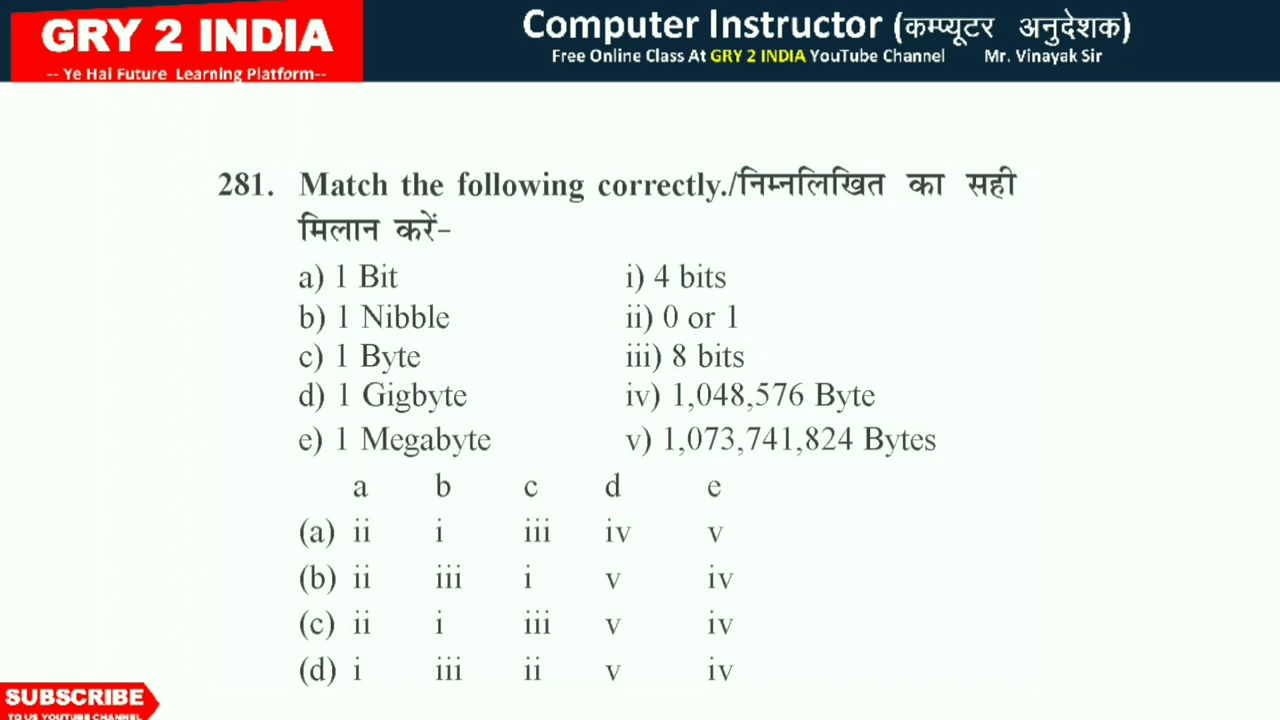 GRY 2 INDIA
-- Ye Hai Future Learning Platform--
Computer Instructor (कम्प्यूटर अनुदेशक)
Free Online Class At GRY 2 INDIA YouTube Channel Mr. Vinayak Sir
281. Match the following correctly./निम्नलिखित का सही
मिलान करें-
a) 1 Bit i) 4 bits
b) 1 Nibble ii) 0 or 1
c) 1 Byte iii) 8 bits
d) 1 Gigbyte iv) 1,048,576 Byte
e) 1 Megabyte v) 1,073,741,824 Bytes
a b c d e
(a) ii i iii iv v
(b) ii iii i v iv
(c) ii i iii v iv
(d) i iii ii v iv
SUBSCRIBE
TO US YOUTUBE CHANNEL